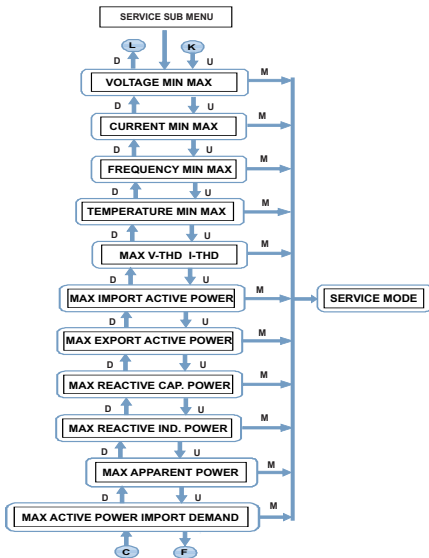 SERVICE SUB MENU
L K
D U
VOLTAGE MIN MAX M
D U
CURRENT MIN MAX M
D U
FREQUENCY MIN MAX M
D U
TEMPERATURE MIN MAX M
D U
MAX V-THD I-THD M
D U
MAX IMPORT ACTIVE POWER M
SERVICE MODE
D U
MAX EXPORT ACTIVE POWER M
D U
MAX REACTIVE CAP. POWER M
D U
MAX REACTIVE IND. POWER M
D U
MAX APPARENT POWER M
D U
MAX ACTIVE POWER IMPORT DEMAND M
C F